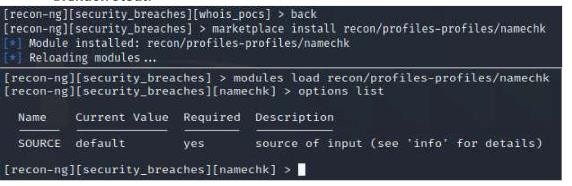 [recon-ng][security_breaches][whois_pocs] > back
[recon-ng][security_breaches] > marketplace install recon/profiles-profiles/namechk
[*] Module installed: recon/profiles-profiles/namechk
[*] Reloading modules ...
[recon-ng][security_breaches] > modules load recon/profiles-profiles/namechk
[recon-ng][security_breaches][namechk] > options list
Name Current Value Required Description
SOURCE default yes source of input (see 'info' for details)
[recon-ng][security_breaches][namechk] >